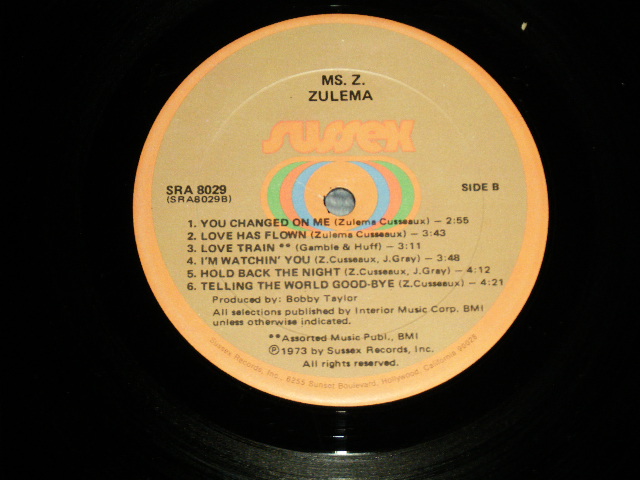 MS. Z.
ZULEMA
sussex
SRA 8029
(SRA8029B)
SIDE B
1. YOU CHANGED ON ME (Zulema Cusseaux) – 2:55
2. LOVE HAS FLOWN (Zulema Cusseaux) – 3:43
3. LOVE TRAIN ** (Gamble & Huff) – 3:11
4. I'M WATCHIN' YOU (Z.Cusseaux, J.Gray) – 3:48
5. HOLD BACK THE NIGHT (Z.Cusseaux, J.Gray) – 4:12
6. TELLING THE WORLD GOOD-BYE (Z.Cusseaux) – 4:21
Produced by: Bobby Taylor
All selections published by Interior Music Corp. BMI
unless otherwise indicated.
**Assorted Music Publ., BMI
Ⓟ1973 by Sussex Records, Inc.
All rights reserved.
Sussex Records, Inc., 6255 Sunset Boulevard, Hollywood, California 90028